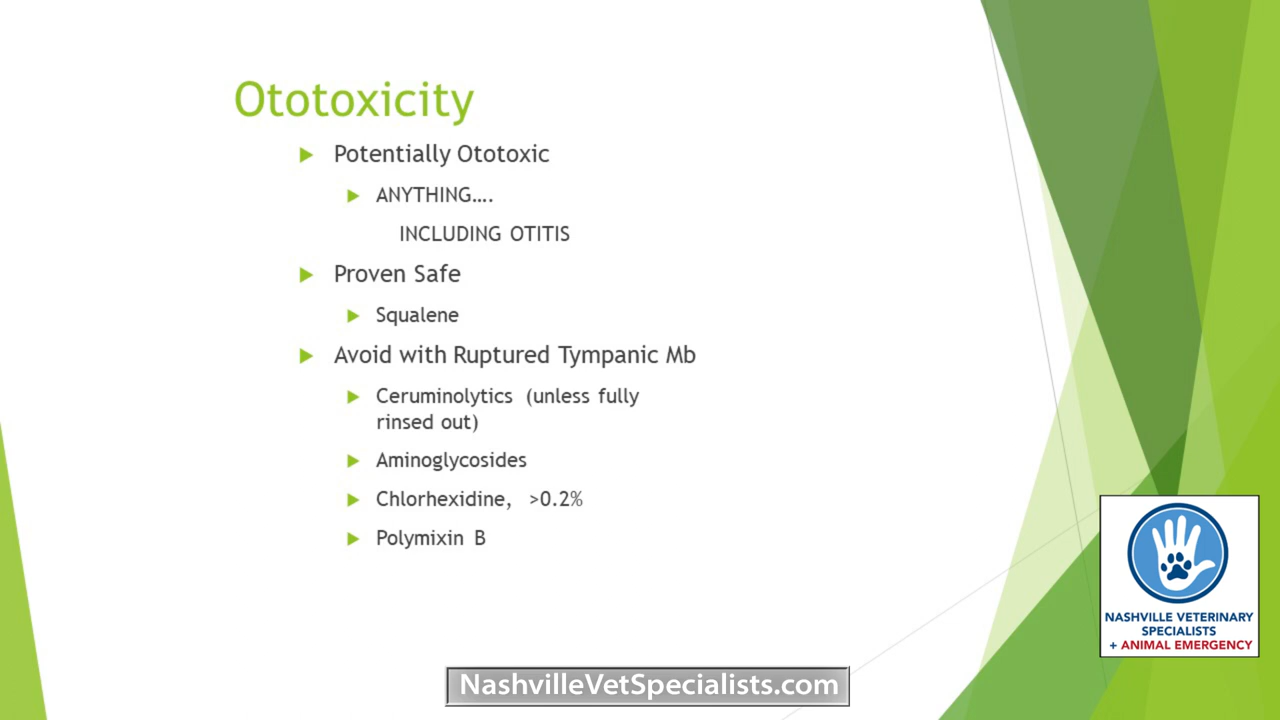 Ototoxicity
Potentially Ototoxic
ANYTHING....
INCLUDING OTITIS
Proven Safe
Squalene
Avoid with Ruptured Tympanic Mb
Ceruminolytics (unless fully
rinsed out)
Aminoglycosides
Chlorhexidine, >0.2%
Polymixin B
NASHVILLE VETERINARY
SPECIALISTS
+ ANIMAL EMERGENCY
NashvilleVetSpecialists.com